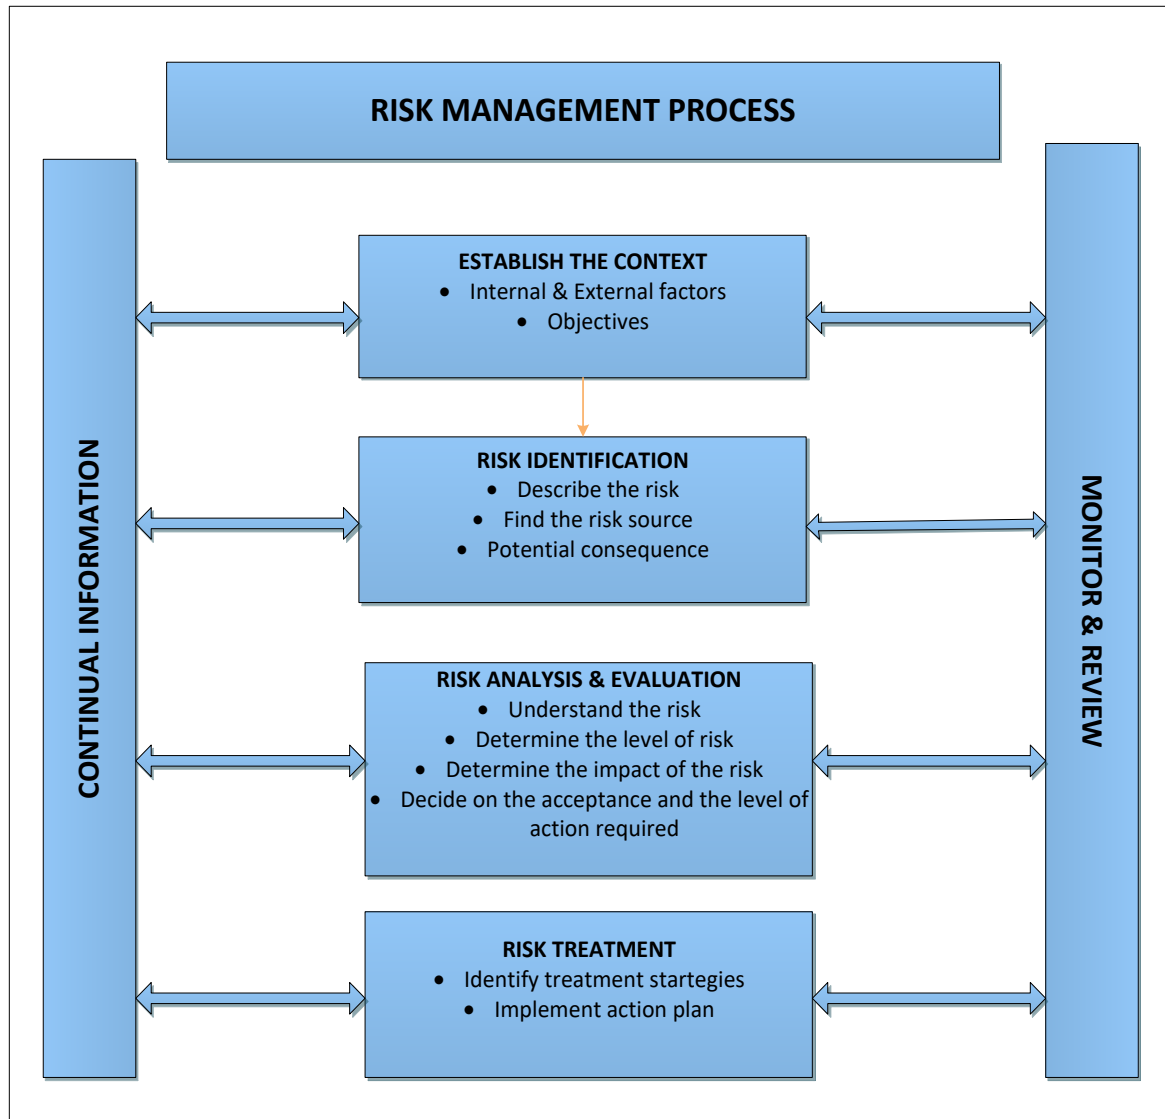 RISK MANAGEMENT PROCESS
CONTINUAL INFORMATION
ESTABLISH THE CONTEXT
• Internal & External factors
• Objectives
RISK IDENTIFICATION
• Describe the risk
• Find the risk source
• Potential consequence
RISK ANALYSIS & EVALUATION
• Understand the risk
• Determine the level of risk
• Determine the impact of the risk
• Decide on the acceptance and the level of
action required
RISK TREATMENT
• Identify treatment startegies
• Implement action plan
MONITOR & REVIEW